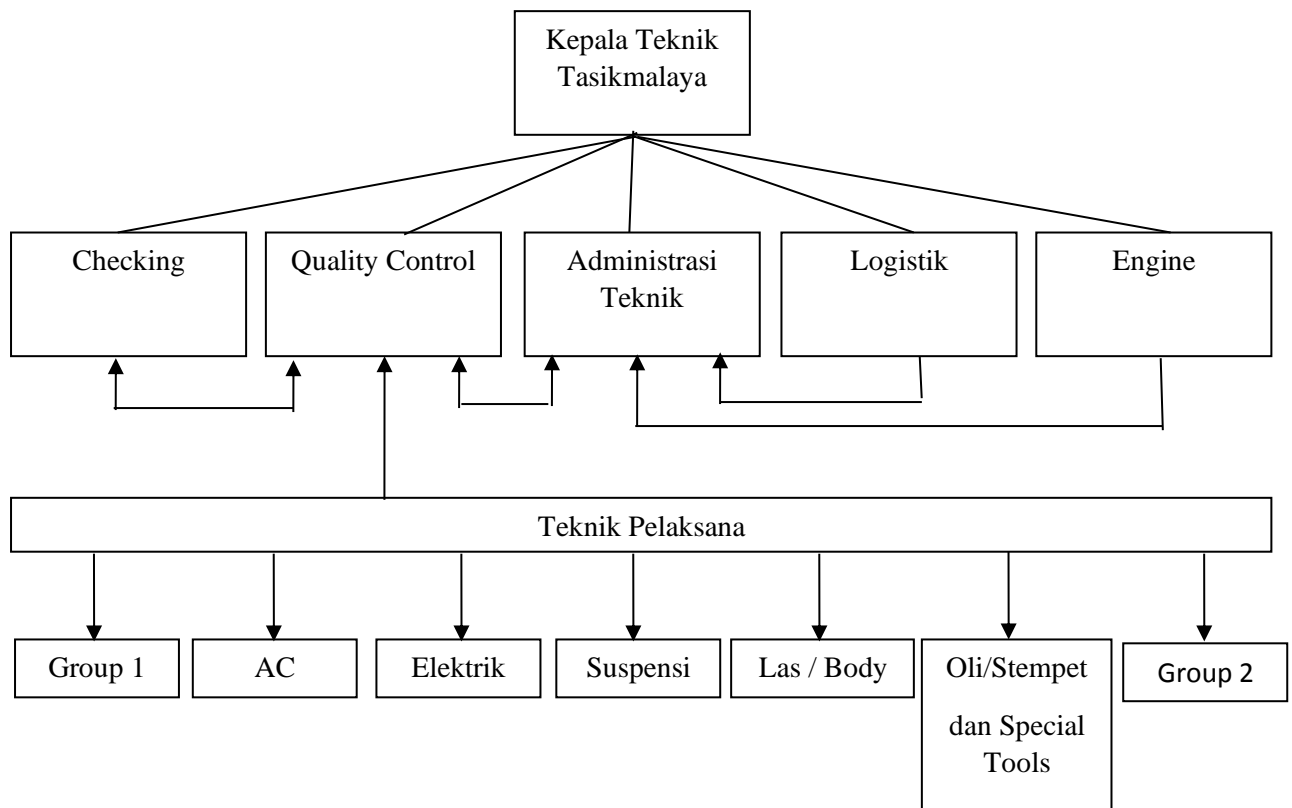 Kepala Teknik
Tasikmalaya
Checking
Quality Control
Administrasi
Teknik
Logistik
Engine
Teknik Pelaksana
Group 1
AC
Elektrik
Suspensi
Las / Body
Oli/Stempet
dan Special
Tools
Group 2